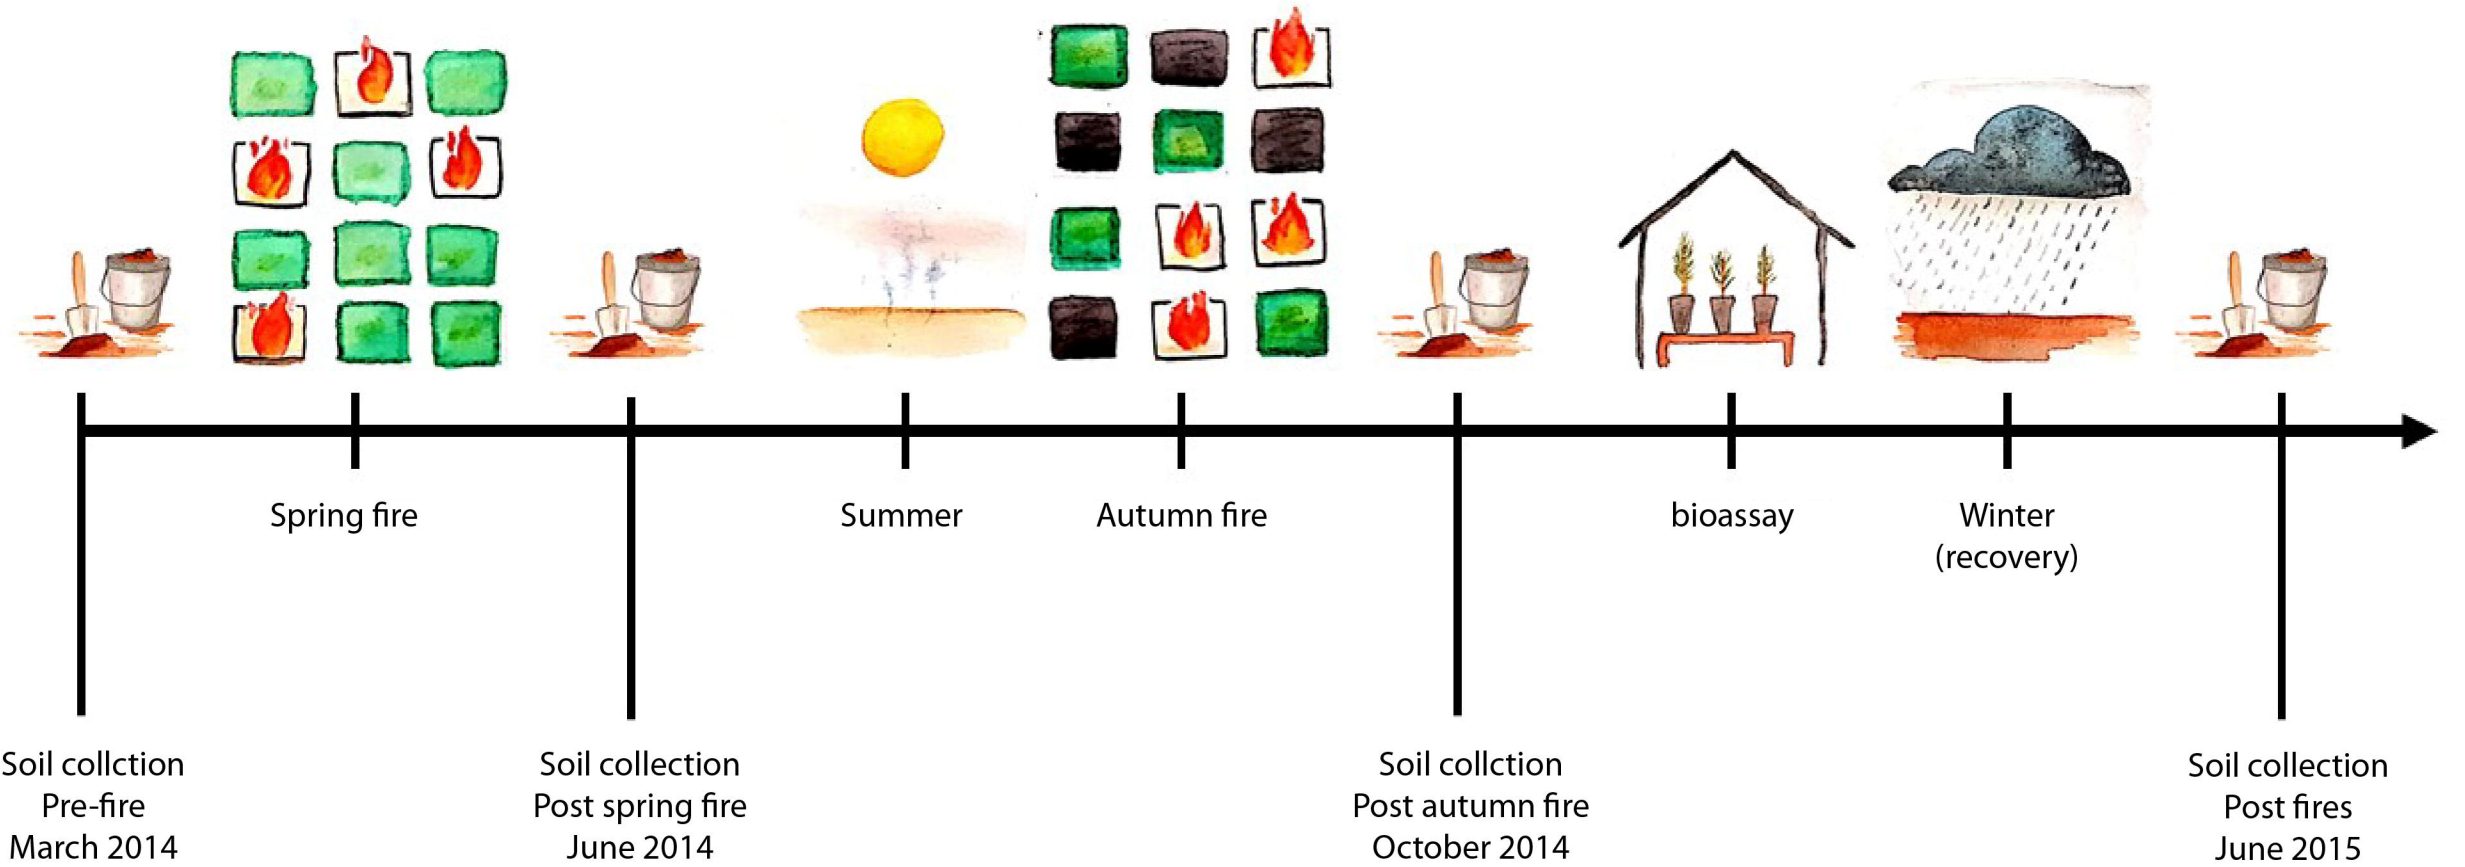 Spring fire
Summer
Autumn fire
bioassay
Winter
(recovery)
Soil collction
Pre-fire
March 2014
Soil collection
Post spring fire
June 2014
Soil collction
Post autumn fire
October 2014
Soil collection
Post fires
June 2015